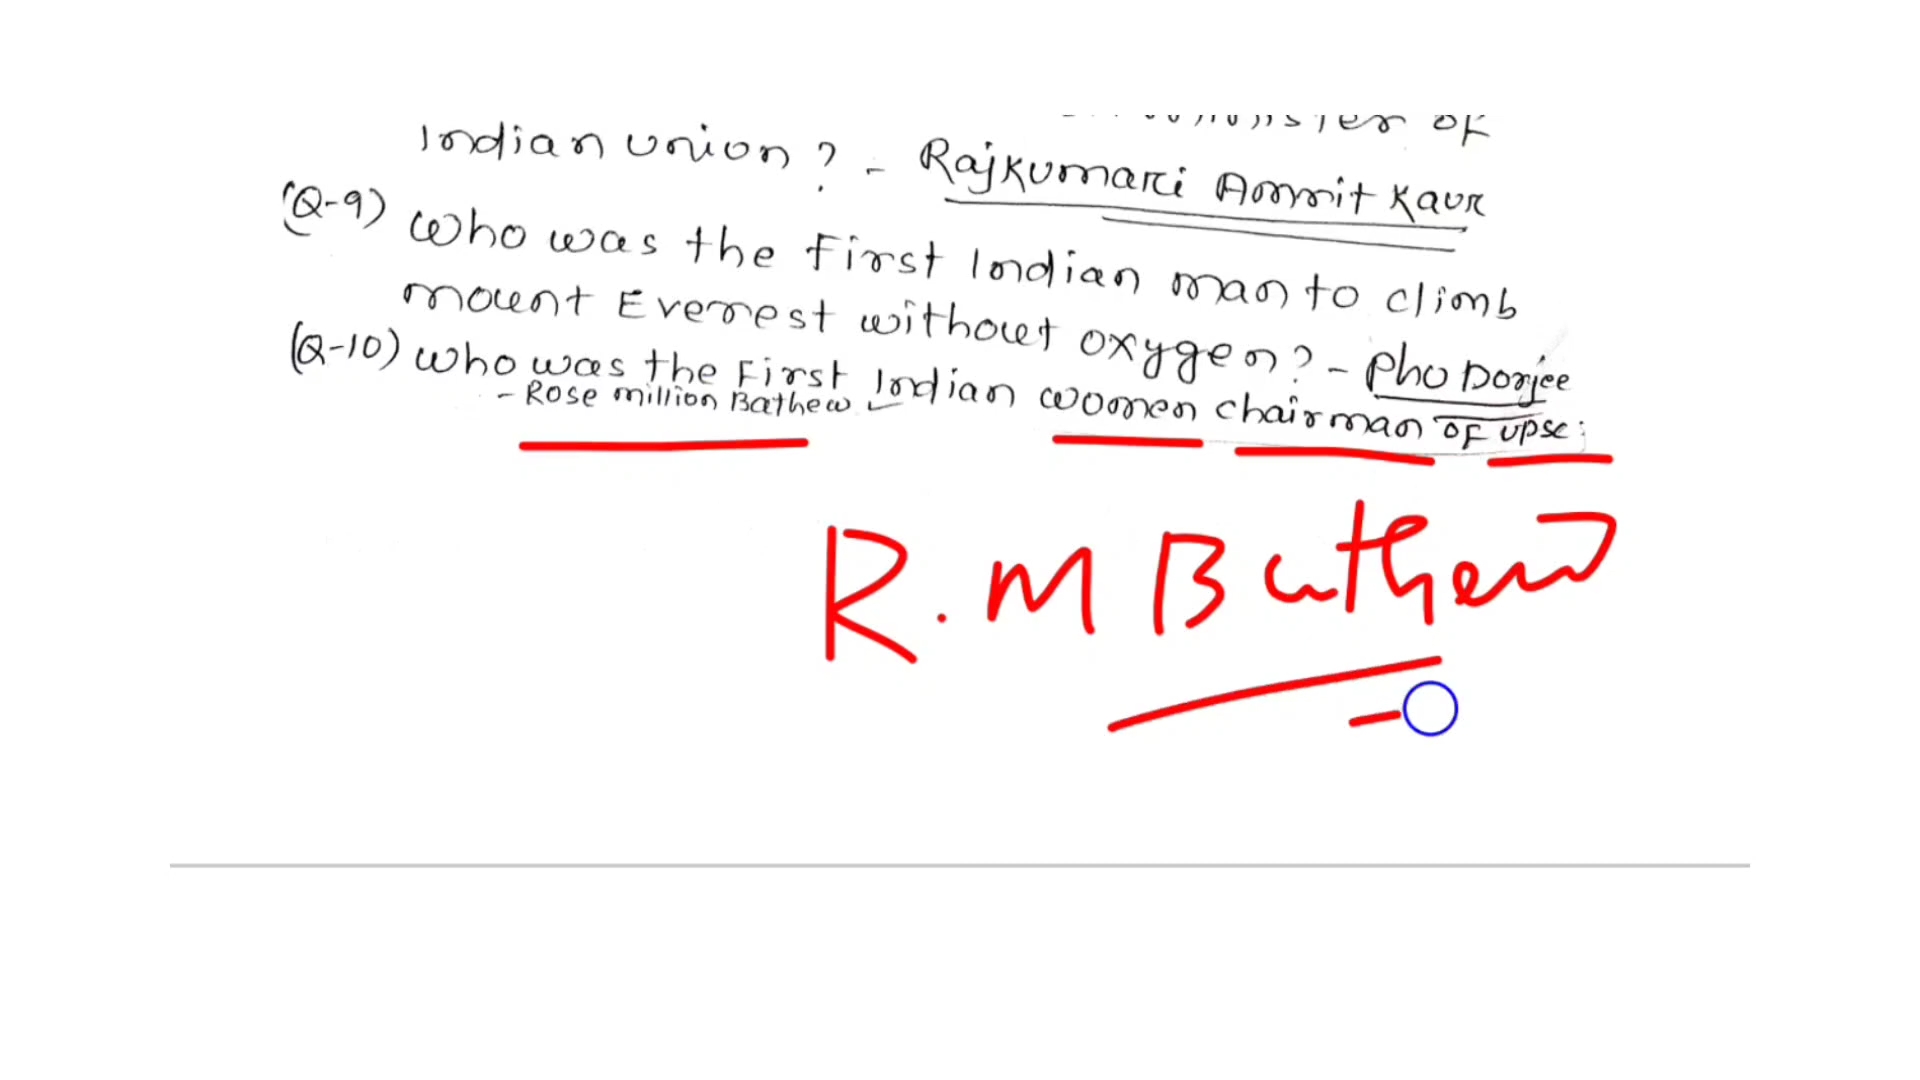 Indian union? - Rajkumari Amrit Kaur
(Q-9) Who was the First Indian man to climb
mount Everest without oxygen? - Phu Dorjee
(Q-10) Who was the First Indian women chairman of upsc.
- Rose million Bathew
R. M Bathew